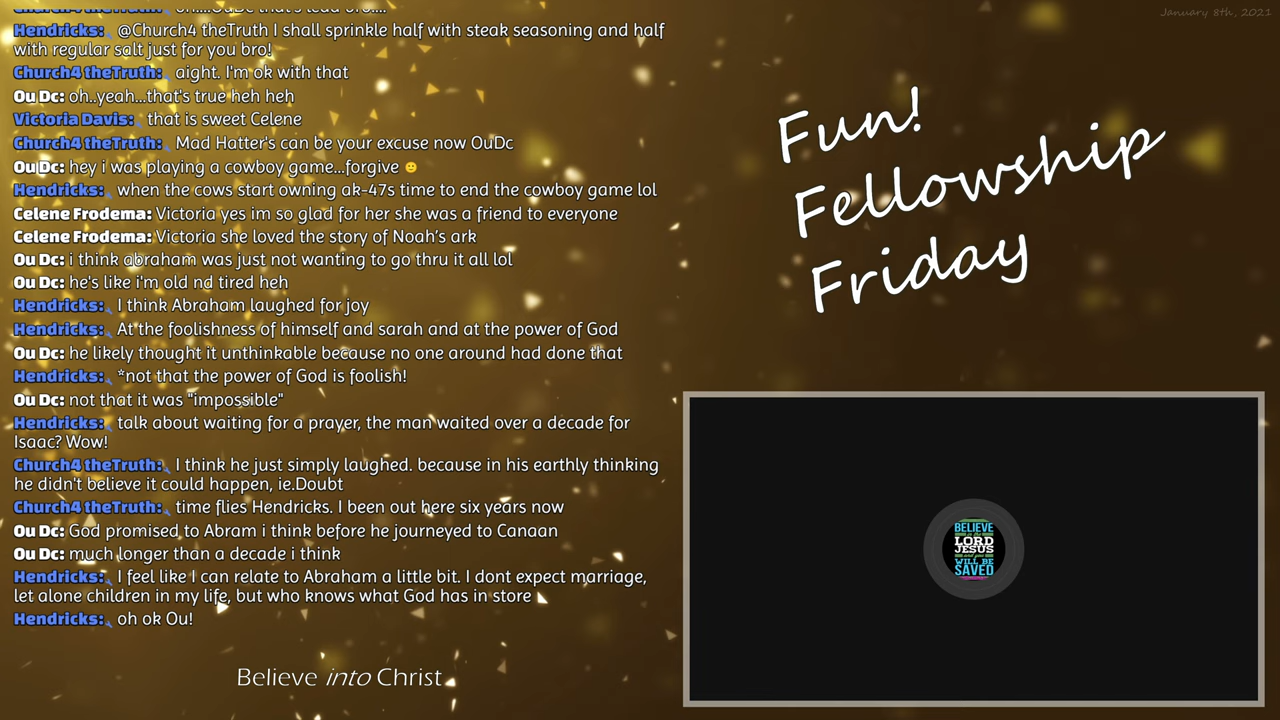 Hendricks: @Church4 theTruth I shall sprinkle half with steak seasoning and half
with regular salt just for you bro!
Church4 theTruth: aight. I'm ok with that
Ou Dc: oh..yeah...that's true heh heh
Victoria Davis: that is sweet Celene
Church4 theTruth: Mad Hatter's can be your excuse now OuDc
Ou Dc: hey i was playing a cowboy game...forgive 🙂
Hendricks: when the cows start owning ak-47s time to end the cowboy game lol
Celene Frodema: Victoria yes im so glad for her she was a friend to everyone
Celene Frodema: Victoria she loved the story of Noah's ark
Ou Dc: i think abraham was just not wanting to go thru it all lol
Ou Dc: he's like i'm old nd tired heh
Hendricks: I think Abraham laughed for joy
Hendricks: At the foolishness of himself and sarah and at the power of God
Ou Dc: he likely thought it unthinkable because no one around had done that
Hendricks: *not that the power of God is foolish!
Ou Dc: not that it was "impossible"
Hendricks: talk about waiting for a prayer, the man waited over a decade for
Isaac? Wow!
Church4 theTruth: I think he just simply laughed. because in his earthly thinking
he didn't believe it could happen, ie.Doubt
Church4 theTruth: time flies Hendricks. I been out here six years now
Ou Dc: God promised to Abram i think before he journeyed to Canaan
Ou Dc: much longer than a decade i think
Hendricks: I feel like I can relate to Abraham a little bit. I dont expect marriage,
let alone children in my life, but who knows what God has in store
Hendricks: oh ok Ou!
Believe into Christ
January 8th, 2021
Fun!
Fellowship
Friday
BELIEVE
in the
LORD
JESUS
and you
WILL BE
SAVED